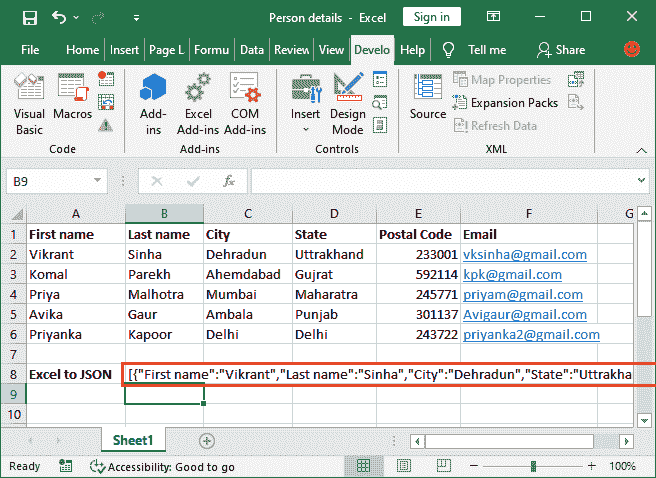 Person details - Excel
Sign in
File Home Insert Page L Formu Data Review View Develo Help Tell me Share
Visual Basic
Macros
Add-ins
Excel Add-ins
COM Add-ins
Insert
Design Mode
Source
Map Properties
Expansion Packs
Refresh Data
Code Add-ins Controls XML
B9 fx
A B C D E F G
1 First name Last name City State Postal Code Email
2 Vikrant Sinha Dehradun Uttrakhand 233001 vksinha@gmail.com
3 Komal Parekh Ahemdabad Gujrat 592114 kpk@gmail.com
4 Priya Malhotra Mumbai Maharatra 245771 priyam@gmail.com
5 Avika Gaur Ambala Punjab 301137 Avigaur@gmail.com
6 Priyanka Kapoor Delhi Delhi 243722 priyanka2@gmail.com
7
8 Excel to JSON [{"First name":"Vikrant","Last name":"Sinha","City":"Dehradun","State":"Uttrakha
9
10
Sheet1
Ready Accessibility: Good to go 100%